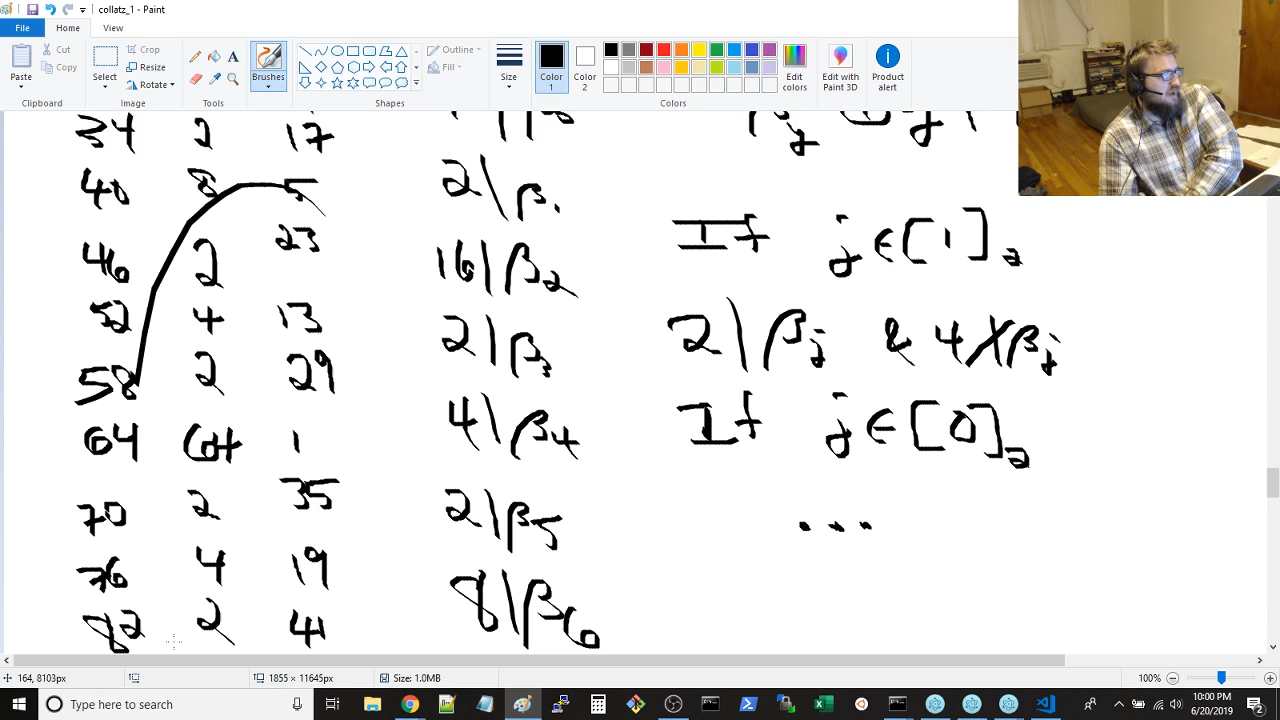 collatz_1 - Paint
File Home View
Paste Cut Copy Clipboard
Select Crop Resize Rotate Image
Tools
Brushes
Outline Fill Shapes
Size
Color 1 Color 2 Edit colors Colors
Edit with Paint 3D
Product alert
34 2 17
40 8 5
46 2 23
52 4 13
58 2 29
64 64 1
70 2 35
76 4 19
82 2 41
2|β₁
16|β₂
2|β₃
4|β₄
2|β₅
8|β₆
If j∈[1]₂
2|βⱼ & 4∤βⱼ
If j∈[0]₂
...
164, 8103px 1855 × 11645px Size: 1.0MB 100%
Type here to search
10:00 PM
6/20/2019